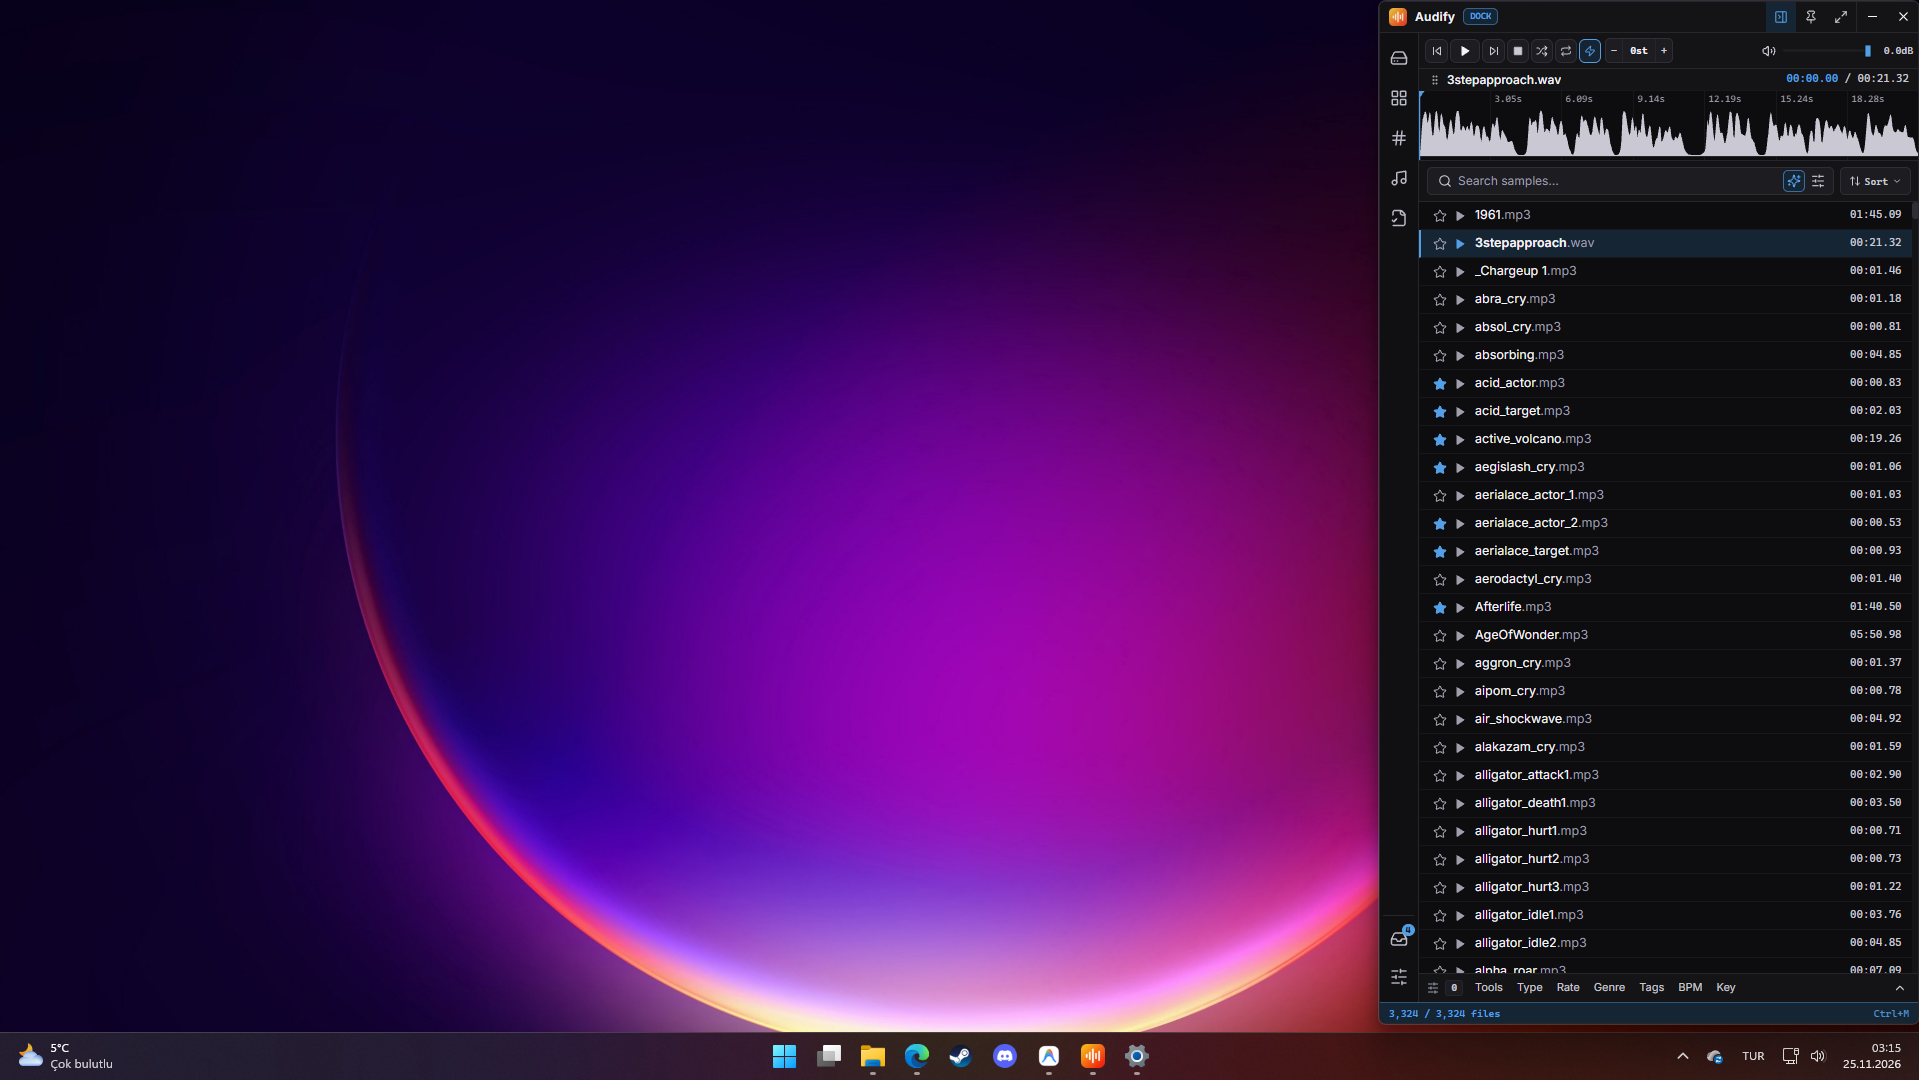 Audify DOCK
0st
0.0dB
3stepapproach.wav
00:00.00 / 00:21.32
3.05s 6.09s 9.14s 12.19s 15.24s 18.28s
Search samples...
Sort
1961.mp3 01:45.09
3stepapproach.wav 00:21.32
_Chargeup 1.mp3 00:01.46
abra_cry.mp3 00:01.18
absol_cry.mp3 00:00.81
absorbing.mp3 00:04.85
acid_actor.mp3 00:00.83
acid_target.mp3 00:02.03
active_volcano.mp3 00:19.26
aegislash_cry.mp3 00:01.06
aerialace_actor_1.mp3 00:01.03
aerialace_actor_2.mp3 00:00.53
aerialace_target.mp3 00:00.93
aerodactyl_cry.mp3 00:01.40
Afterlife.mp3 01:40.50
AgeOfWonder.mp3 05:50.98
aggron_cry.mp3 00:01.37
aipom_cry.mp3 00:00.78
air_shockwave.mp3 00:04.92
alakazam_cry.mp3 00:01.59
alligator_attack1.mp3 00:02.90
alligator_death1.mp3 00:03.50
alligator_hurt1.mp3 00:00.71
alligator_hurt2.mp3 00:00.73
alligator_hurt3.mp3 00:01.22
alligator_idle1.mp3 00:03.76
alligator_idle2.mp3 00:04.85
alpha_roar.mp3 00:07.09
4
0 Tools Type Rate Genre Tags BPM Key
3,324 / 3,324 files Ctrl+M
5°C
Çok bulutlu
TUR
03:15
25.11.2026